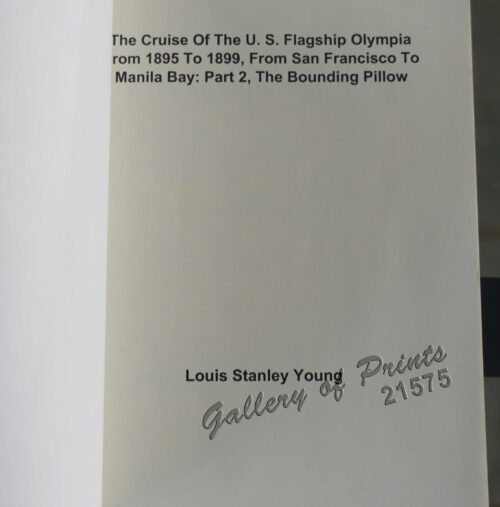 The Cruise Of The U. S. Flagship Olympia
rom 1895 To 1899, From San Francisco To
Manila Bay: Part 2, The Bounding Pillow
Louis Stanley Young
Gallery of Prints
21575